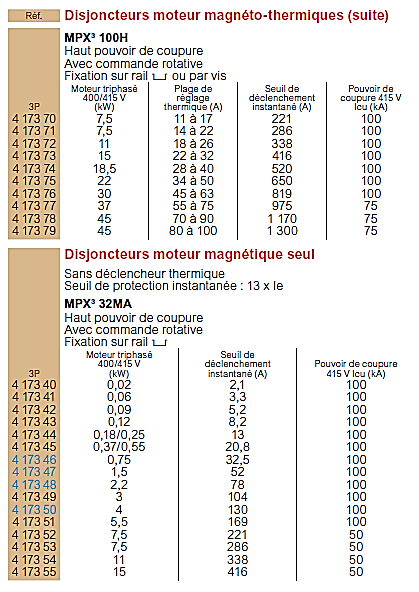 Réf. Disjoncteurs moteur magnéto-thermiques (suite)
MPX³ 100H
Haut pouvoir de coupure
Avec commande rotative
Fixation sur rail ou par vis
3P Moteur triphasé 400/415 V (kW) Plage de réglage thermique (A) Seuil de déclenchement instantané (A) Pouvoir de coupure 415 V Icu (kA)
4 173 70 7,5 11 à 17 221 100
4 173 71 7,5 14 à 22 286 100
4 173 72 11 18 à 26 338 100
4 173 73 15 22 à 32 416 100
4 173 74 18,5 28 à 40 520 100
4 173 75 22 34 à 50 650 100
4 173 76 30 45 à 63 819 100
4 173 77 37 55 à 75 975 75
4 173 78 45 70 à 90 1 170 75
4 173 79 45 80 à 100 1 300 75
Disjoncteurs moteur magnétique seul
Sans déclencheur thermique
Seuil de protection instantanée : 13 x Ie
MPX³ 32MA
Haut pouvoir de coupure
Avec commande rotative
Fixation sur rail
3P Moteur triphasé 400/415 V (kW) Seuil de déclenchement instantané (A) Pouvoir de coupure 415 V Icu (kA)
4 173 40 0,02 2,1 100
4 173 41 0,06 3,3 100
4 173 42 0,09 5,2 100
4 173 43 0,12 8,2 100
4 173 44 0,18/0,25 13 100
4 173 45 0,37/0,55 20,8 100
4 173 46 0,75 32,5 100
4 173 47 1,5 52 100
4 173 48 2,2 78 100
4 173 49 3 104 100
4 173 50 4 130 100
4 173 51 5,5 169 100
4 173 52 7,5 221 50
4 173 53 7,5 286 50
4 173 54 11 338 50
4 173 55 15 416 50